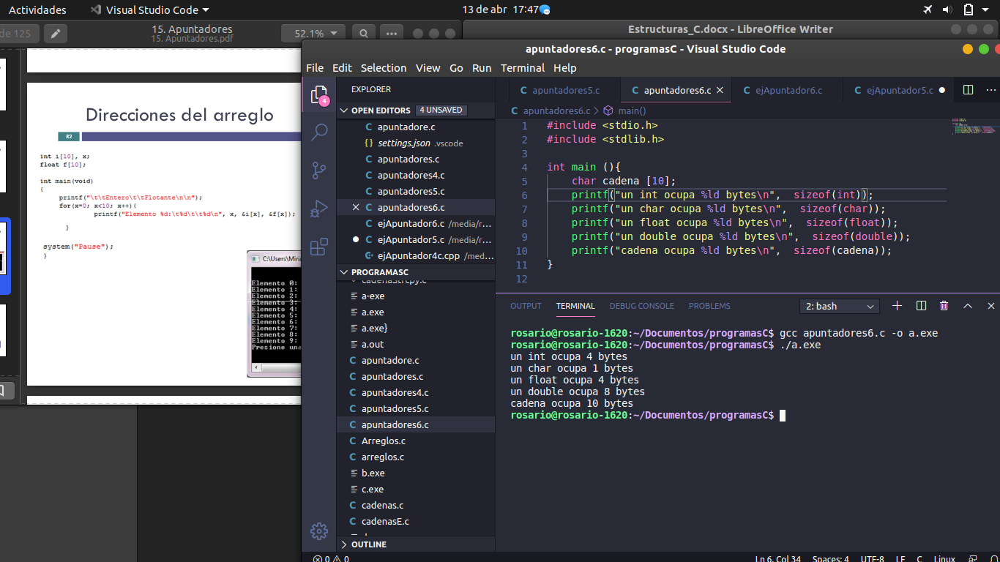 Actividades
Visual Studio Code
13 de abr 17:47
de 125
15. Apuntadores
15. Apuntadores.pdf
52.1%
Estructuras_C.docx - LibreOffice Writer
Direcciones del arreglo
82
int i[10], x;
float f[10];
int main(void)
{
printf("\t\tEntero\t\tFlotante\n\n");
for(x=0; x<10; x++){
printf("Elemento %d:\t%d\t\t%d\n", x, &i[x], &f[x]);
}
system("Pause");
}
C:\Users\Miria
Elemento 0:
Elemento 1:
Elemento 2:
Elemento 3:
Elemento 4:
Elemento 5:
Elemento 6:
Elemento 7:
Elemento 8:
Elemento 9:
Presione una
apuntadores6.c - programasC - Visual Studio Code
File Edit Selection View Go Run Terminal Help
4
EXPLORER
OPEN EDITORS 4 UNSAVED
apuntadore.c
settings.json .vscode
apuntadores.c
apuntadores4.c
apuntadores5.c
apuntadores6.c
ejApuntador6.c /media/r...
ejApuntador5.c /media/r...
ejApuntador4c.cpp /med...
PROGRAMASC
cadenaStrcpy.c
a-exe
a.exe
a.exe}
a.out
apuntadore.c
apuntadores.c
apuntadores4.c
apuntadores5.c
apuntadores6.c
Arreglos.c
arreglos.c
b.exe
c.exe
cadenas.c
cadenasE.c
OUTLINE
apuntadores5.c
apuntadores6.c
ejApuntador6.c
ejApuntador5.c
apuntadores6.c > main()
1 #include <stdio.h>
2 #include <stdlib.h>
3
4 int main (){
5 char cadena [10];
6 printf("un int ocupa %ld bytes\n", sizeof(int));
7 printf("un char ocupa %ld bytes\n", sizeof(char));
8 printf("un float ocupa %ld bytes\n", sizeof(float));
9 printf("un double ocupa %ld bytes\n", sizeof(double));
10 printf("cadena ocupa %ld bytes\n", sizeof(cadena));
11 }
12
OUTPUT TERMINAL DEBUG CONSOLE PROBLEMS
2: bash
rosario@rosario-1620:~/Documentos/programasC$ gcc apuntadores6.c -o a.exe
rosario@rosario-1620:~/Documentos/programasC$ ./a.exe
un int ocupa 4 bytes
un char ocupa 1 bytes
un float ocupa 4 bytes
un double ocupa 8 bytes
cadena ocupa 10 bytes
rosario@rosario-1620:~/Documentos/programasC$
0 0
Ln 6, Col 34 Spaces: 4 UTF-8 LF C Linux